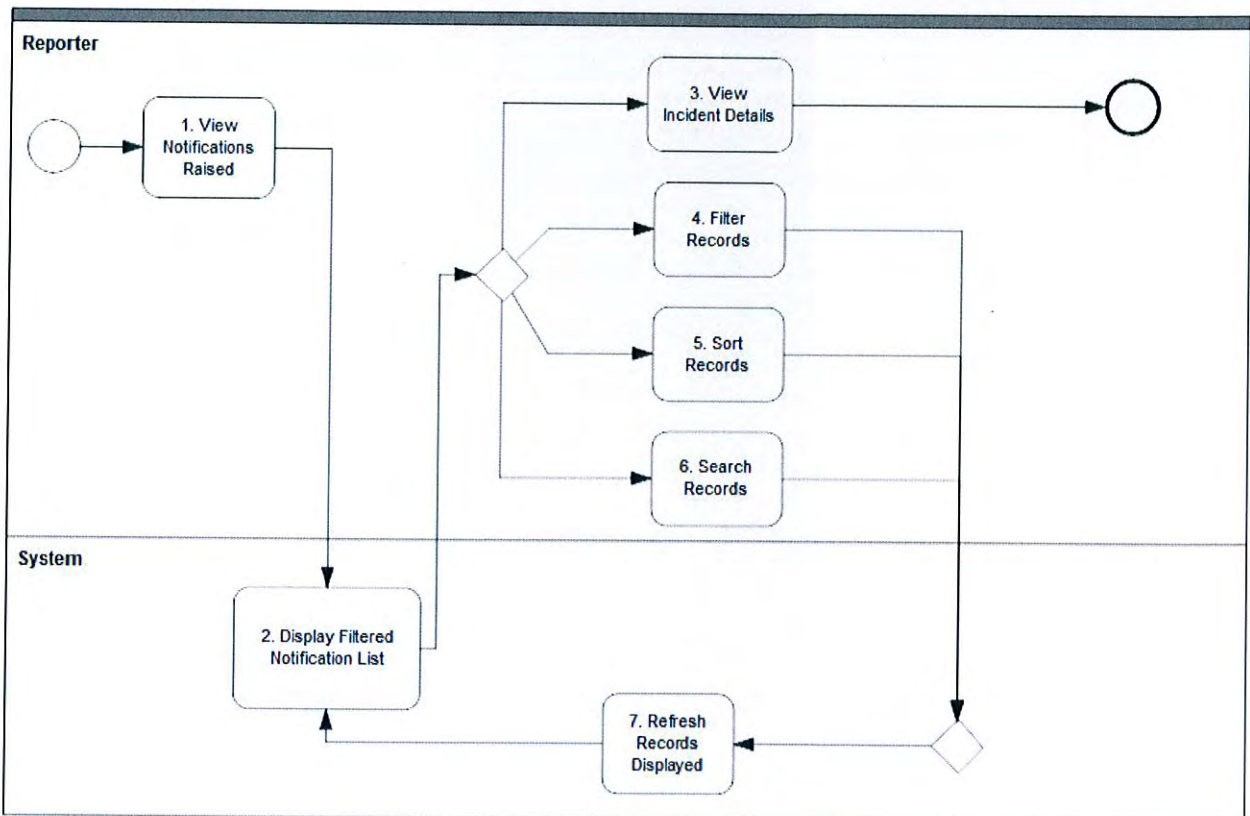 Reporter
1. View
Notifications
Raised
3. View
Incident Details
4. Filter
Records
5. Sort
Records
6. Search
Records
System
2. Display Filtered
Notification List
7. Refresh
Records
Displayed